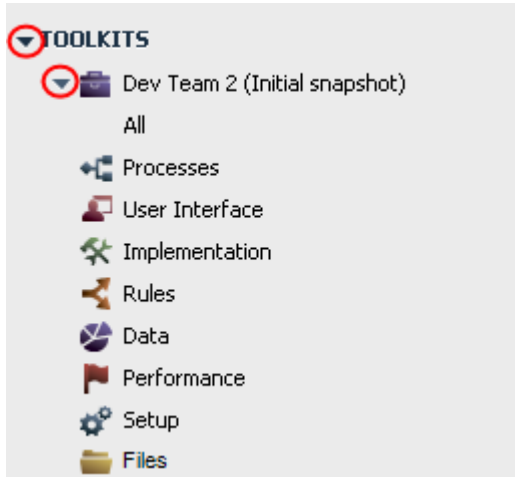 TOOLKITS
Dev Team 2 (Initial snapshot)
All
Processes
User Interface
Implementation
Rules
Data
Performance
Setup
Files